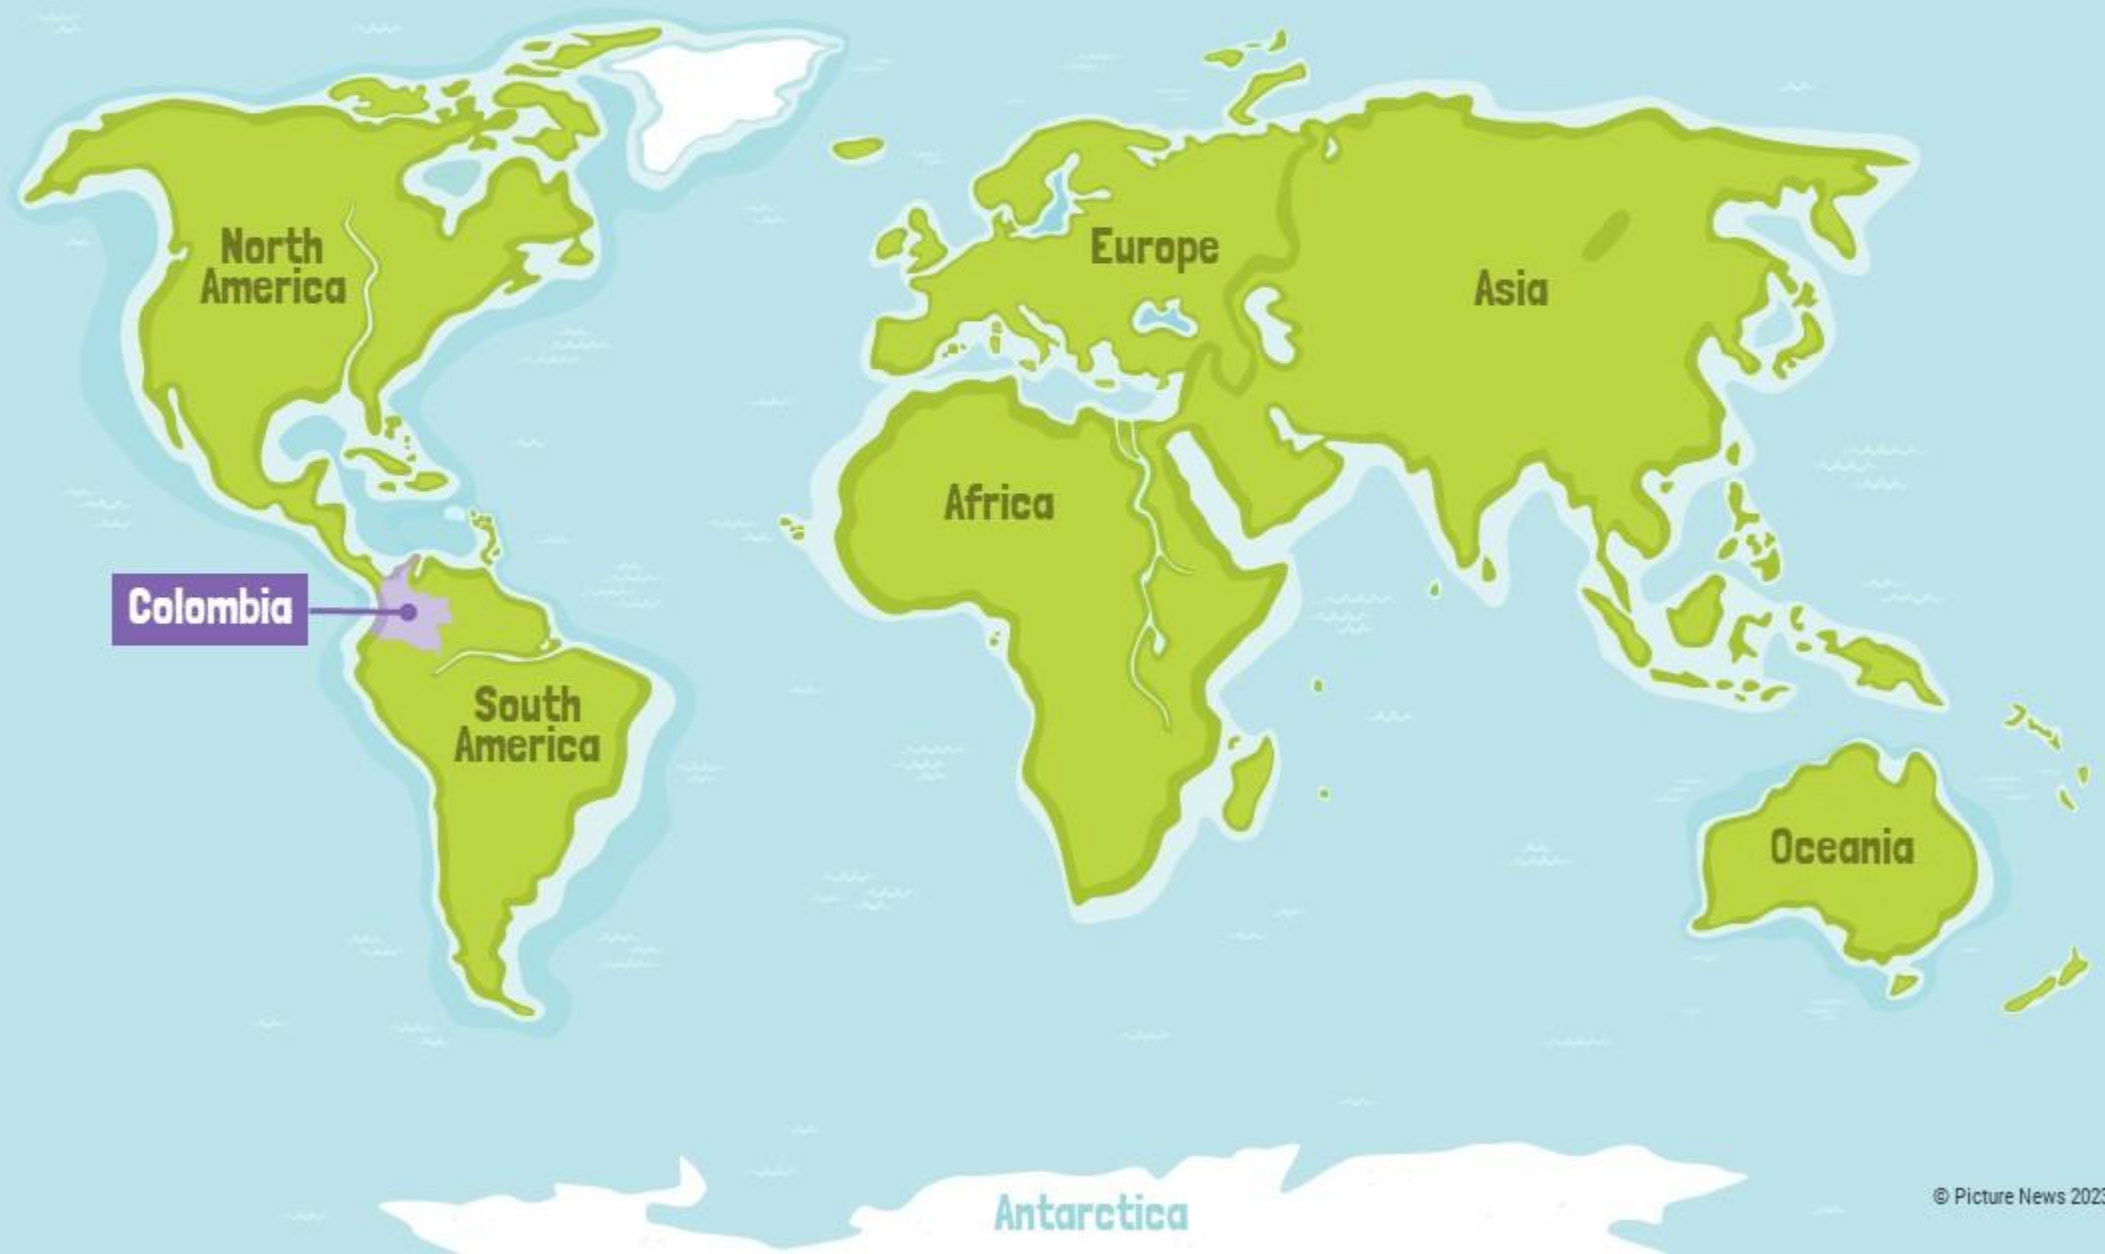 North
America
Europe
Asia
Africa
Colombia
South
America
Oceania
Antarctica
© Picture News 2023